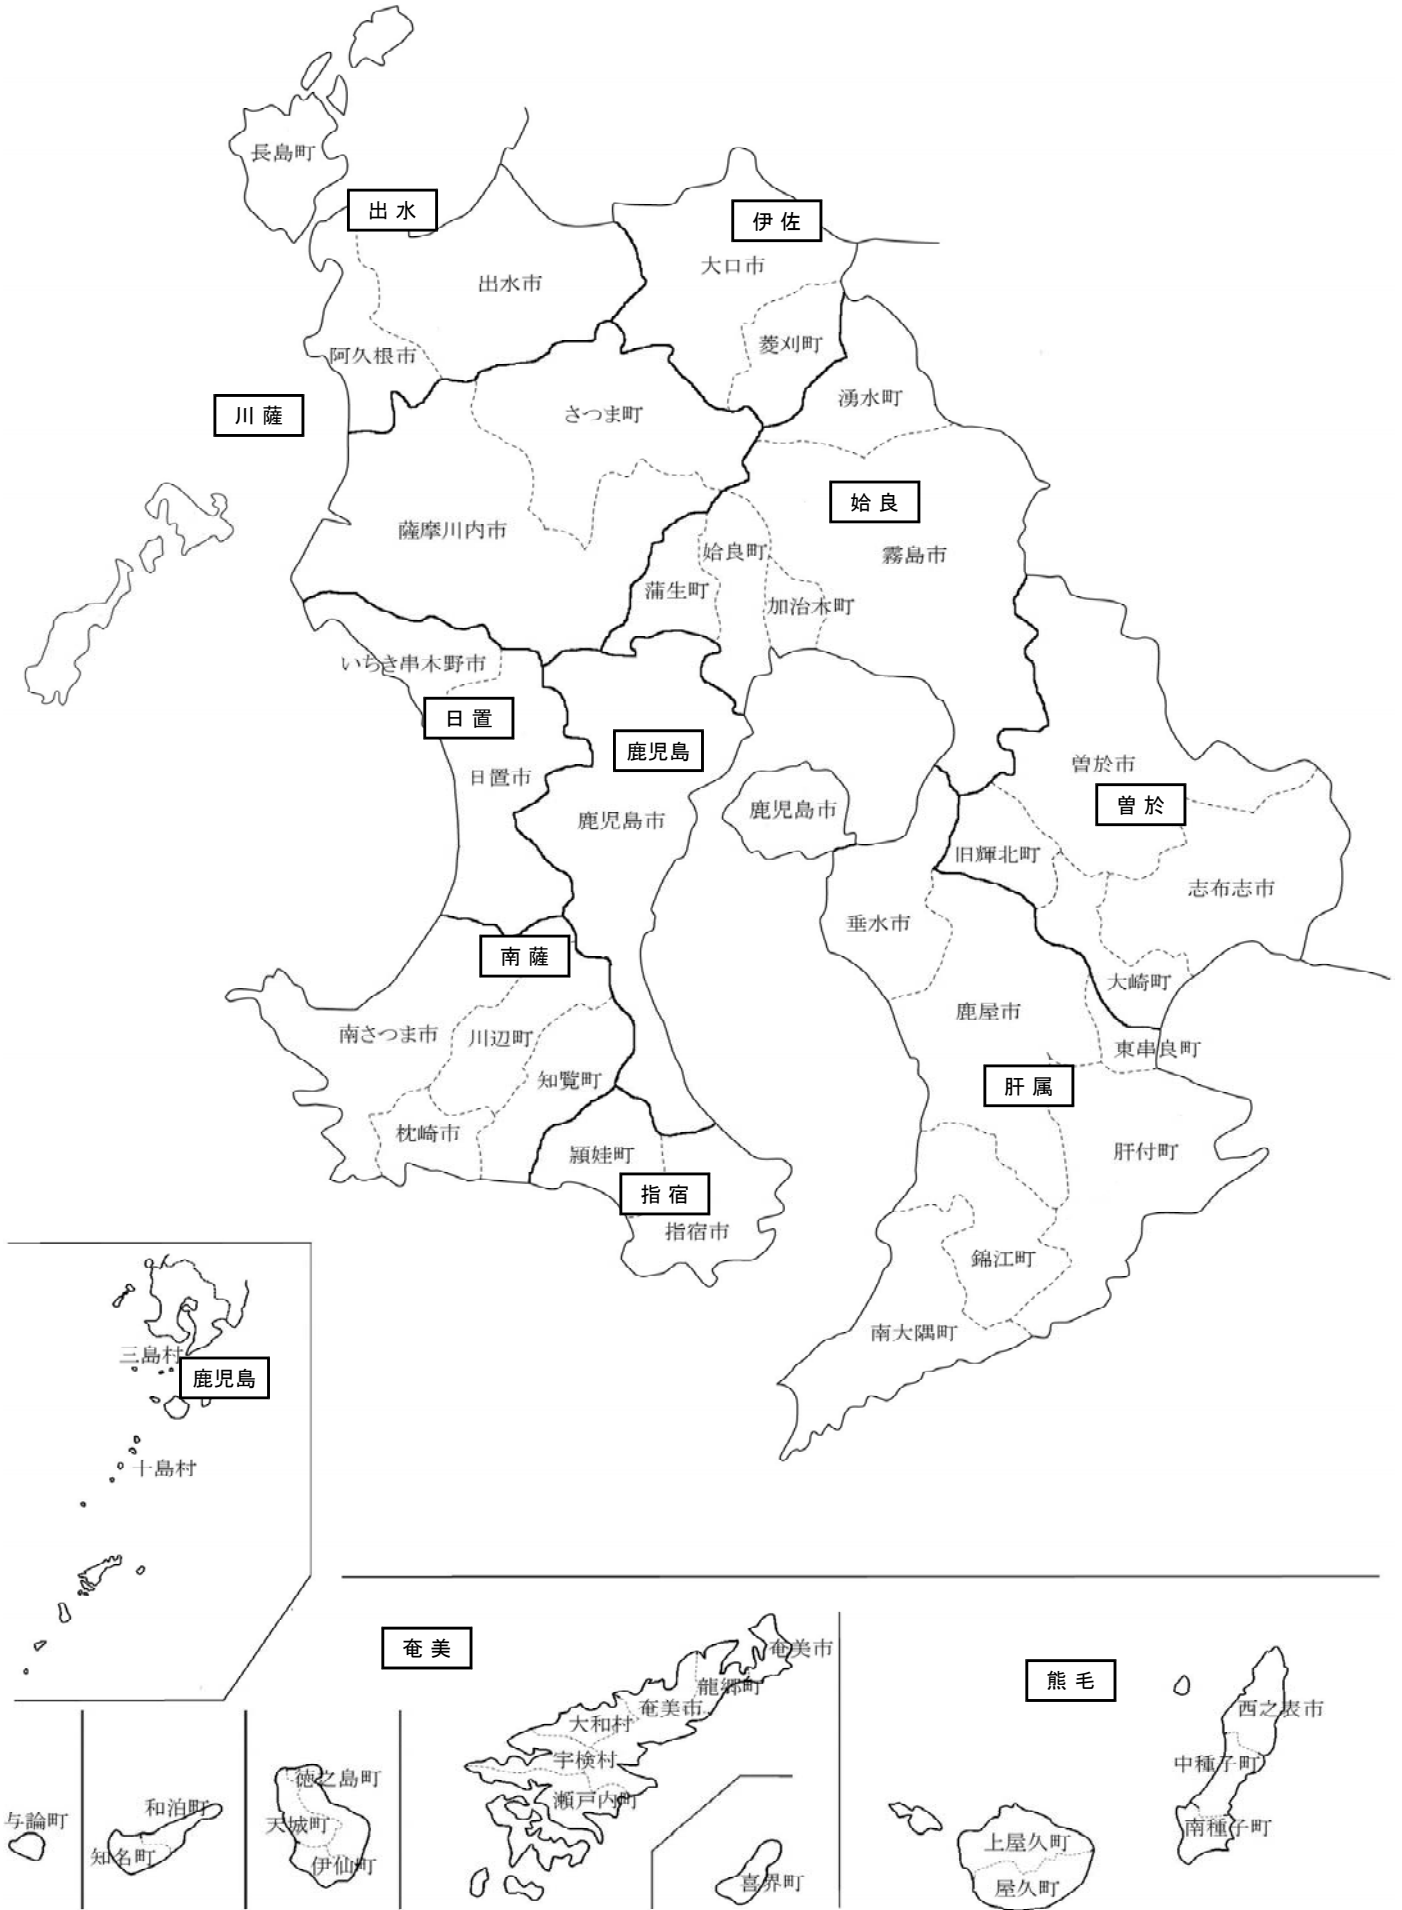 長島町
出水
伊佐
大口市
出水市
菱刈町
阿久根市
湧水町
川薩
さつま町
姶良
薩摩川内市
姶良町
霧島市
蒲生町
加治木町
いちき串木野市
日置
鹿児島
曽於市
日置市
曽於
鹿児島市
鹿児島市
旧輝北町
志布志市
垂水市
南薩
大崎町
鹿屋市
南さつま市
川辺町
東串良町
知覧町
肝属
枕崎市
頴娃町
肝付町
指宿
指宿市
錦江町
南大隅町
三島村
鹿児島
十島村
奄美
奄美市
熊毛
龍郷町
奄美市
西之表市
大和村
宇検村
中種子町
徳之島町
瀬戸内町
和泊町
与論町
天城町
南種子町
上屋久町
知名町
伊仙町
喜界町
屋久町